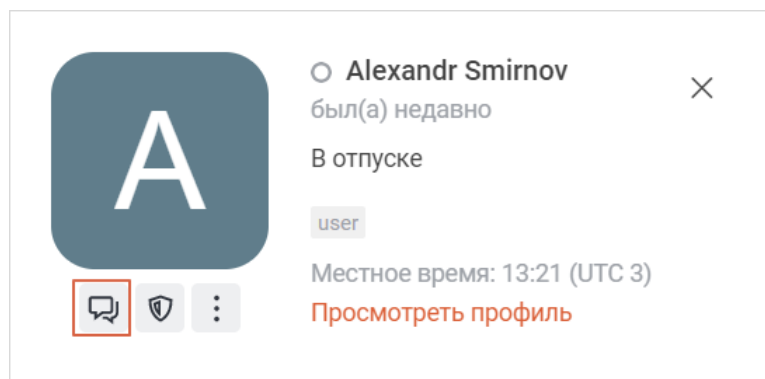 A
Alexandr Smirnov
был(а) недавно
В отпуске
user
Местное время: 13:21 (UTC 3)
Просмотреть профиль